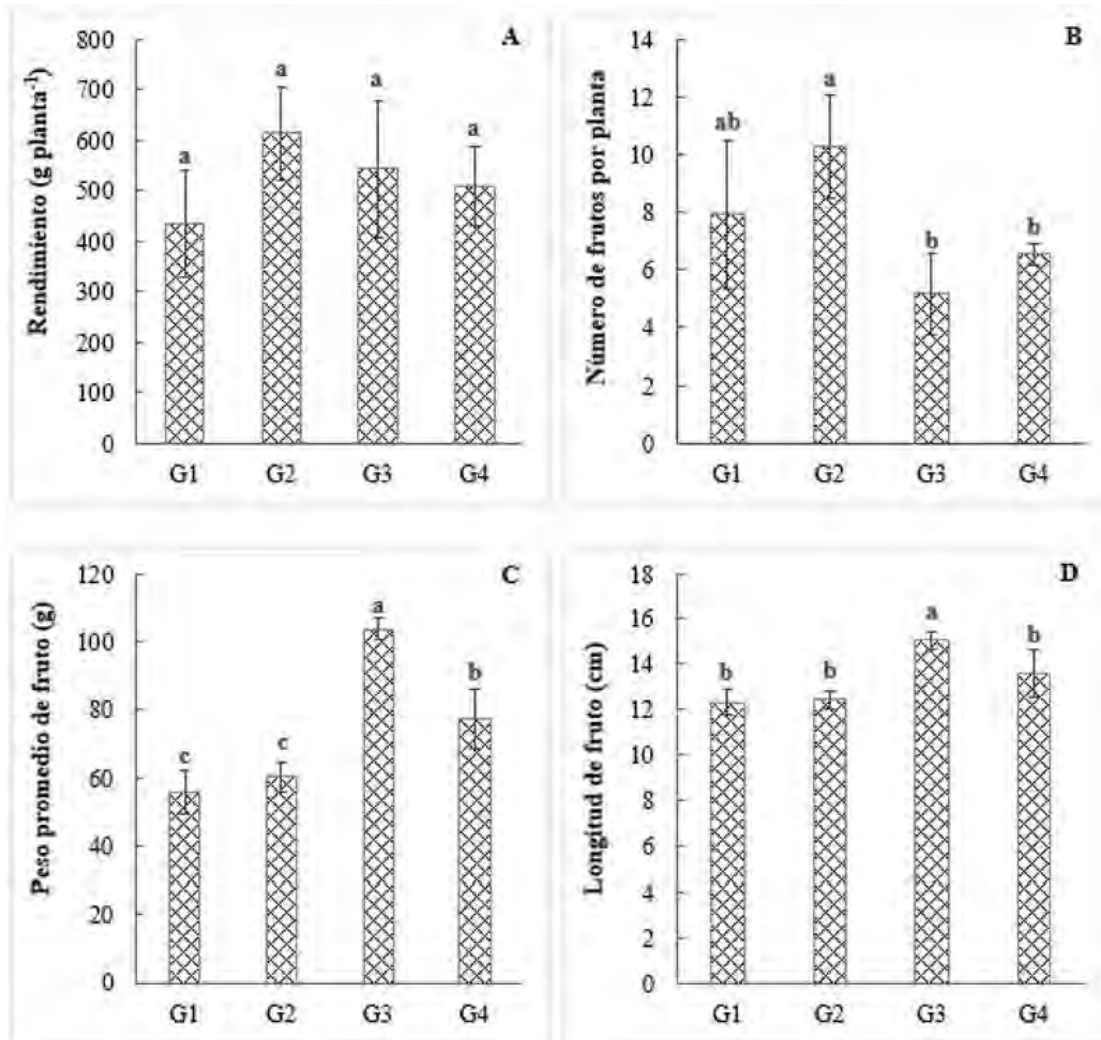 A
Rendimiento (g planta⁻¹)
800
700
600
500
400
300
200
100
0
a
a
a
a
G1 G2 G3 G4
B
Número de frutos por planta
14
12
10
8
6
4
2
0
ab
a
b
b
G1 G2 G3 G4
C
Peso promedio de fruto (g)
120
100
80
60
40
20
0
c
c
a
b
G1 G2 G3 G4
D
Longitud de fruto (cm)
18
16
14
12
10
8
6
4
2
0
b
b
a
b
G1 G2 G3 G4